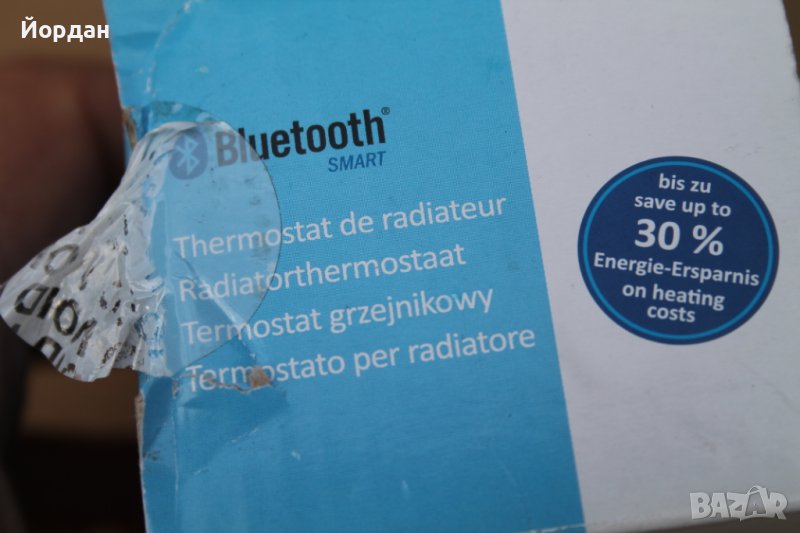 Йордан
Bluetooth®
SMART
Thermostat de radiateur
Radiatorthermostaat
Termostat grzejnikowy
Termostato per radiatore
bis zu
save up to
30 %
Energie-Ersparnis
on heating
costs
BAZAR